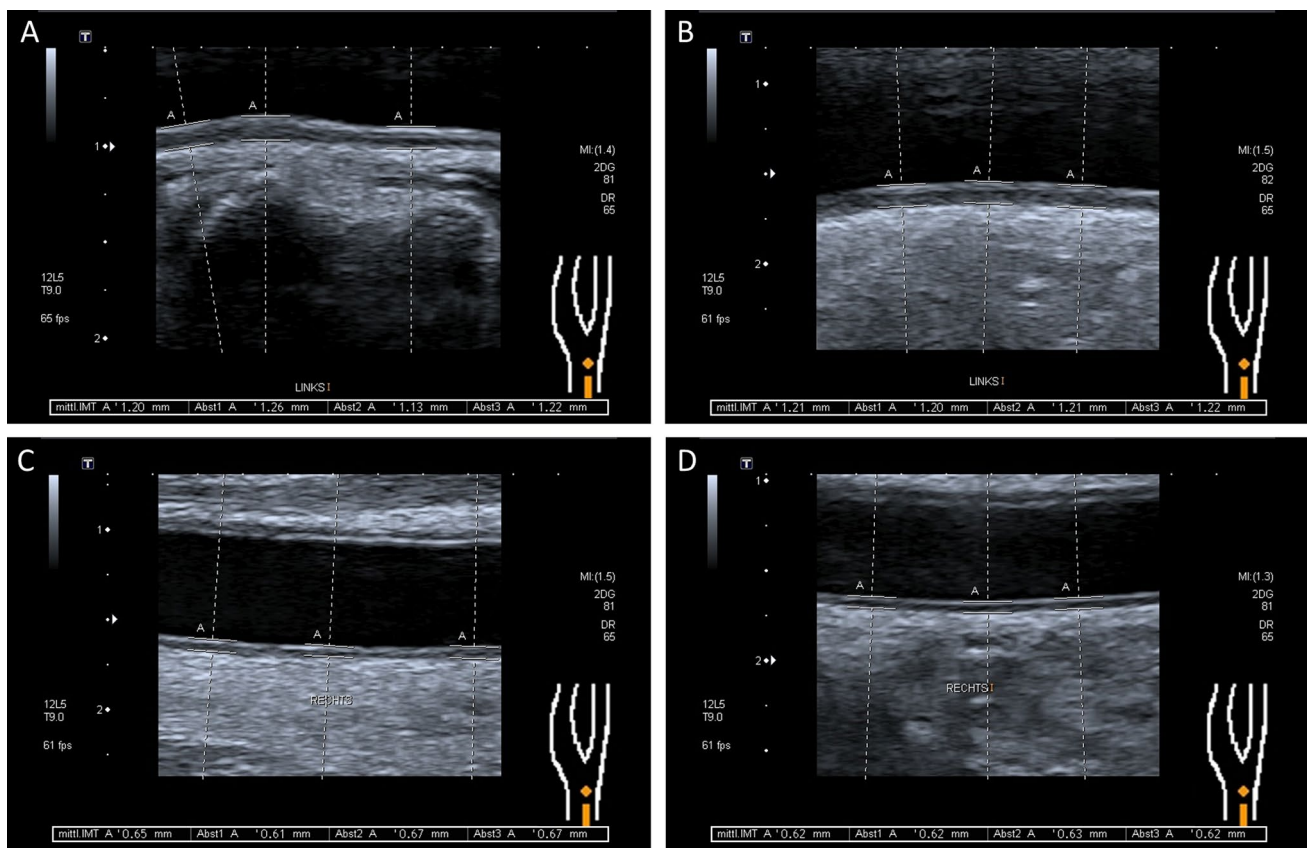 A
T
A
A
A
1
2
MI:(1.4)
2DG
81
DR
65
12L5
T9.0
65 fps
LINKS
mittl.IMT A '1.20 mm Abst1 A '1.26 mm Abst2 A '1.13 mm Abst3 A '1.22 mm
B
T
1
A
A
A
2
MI:(1.5)
2DG
82
DR
65
12L5
T9.0
61 fps
LINKS
mittl.IMT A '1.21 mm Abst1 A '1.20 mm Abst2 A '1.21 mm Abst3 A '1.22 mm
C
T
1
A
A
A
2
MI:(1.5)
2DG
81
DR
65
RECHTS
12L5
T9.0
61 fps
mittl.IMT A '0.65 mm Abst1 A '0.61 mm Abst2 A '0.67 mm Abst3 A '0.67 mm
D
T
1
A
A
A
2
MI:(1.3)
2DG
81
DR
65
RECHTS
12L5
T9.0
61 fps
mittl.IMT A '0.62 mm Abst1 A '0.62 mm Abst2 A '0.63 mm Abst3 A '0.62 mm